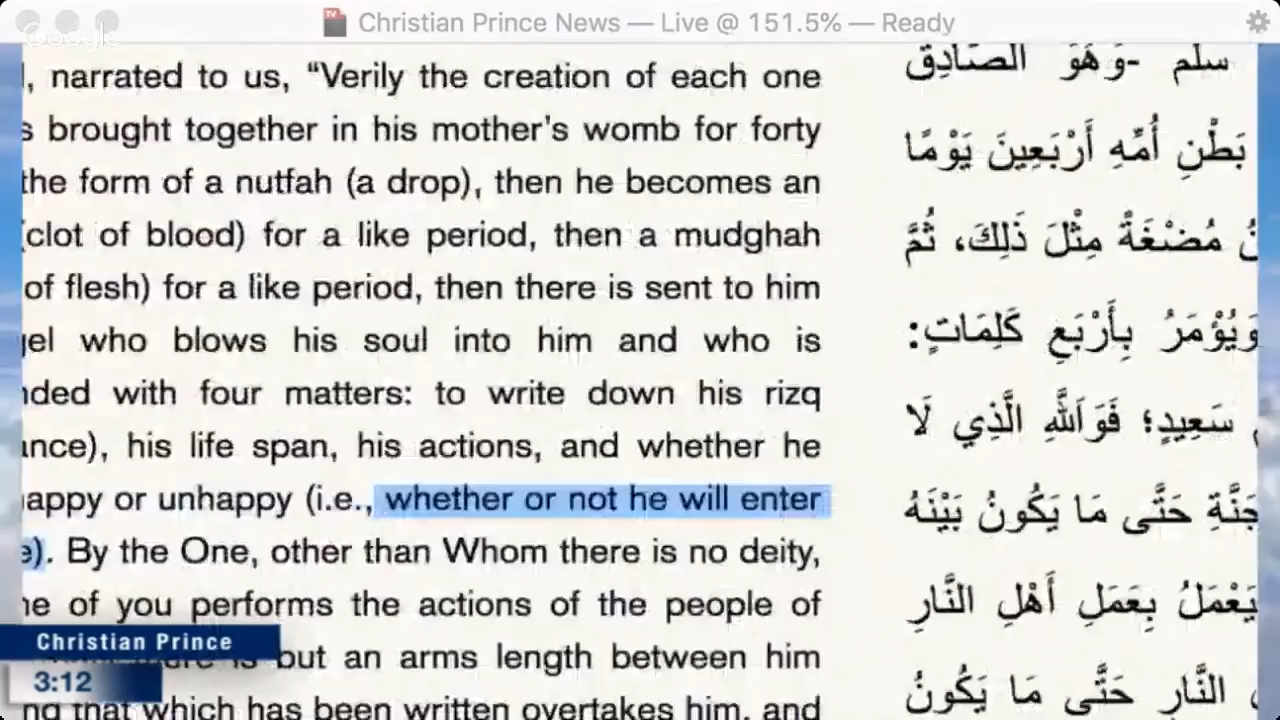 Christian Prince News — Live @ 151.5% — Ready
Google
, narrated to us, “Verily the creation of each one
brought together in his mother's womb for forty
the form of a nutfah (a drop), then he becomes an
(clot of blood) for a like period, then a mudghah
of flesh) for a like period, then there is sent to him
who blows his soul into him and who is
with four matters: to write down his rizq
his life span, his actions, and whether he
or unhappy (i.e., whether or not he will enter
By the One, other than Whom there is no deity,
of you performs the actions of the people of
but an arms length between him
that which has been written overtakes him, and
سلم -وَهُوَ الصَّادِقُ
بَطْنِ أُمِّهِ أَرْبَعِينَ يَوْمًا
مُضْغَةً مِثْلَ ذَلِكَ، ثُمَّ
وَيُؤْمَرُ بِأَرْبَعِ كَلِمَاتٍ:
سَعِيدٍ؛ فَوَاَللَّهِ الَّذِي لَا
حَتَّى مَا يَكُونُ بَيْنَهُ
يَعْمَلُ بِعَمَلِ أَهْلِ النَّارِ
النَّارِ حَتَّى مَا يَكُونُ
Christian Prince
3:12